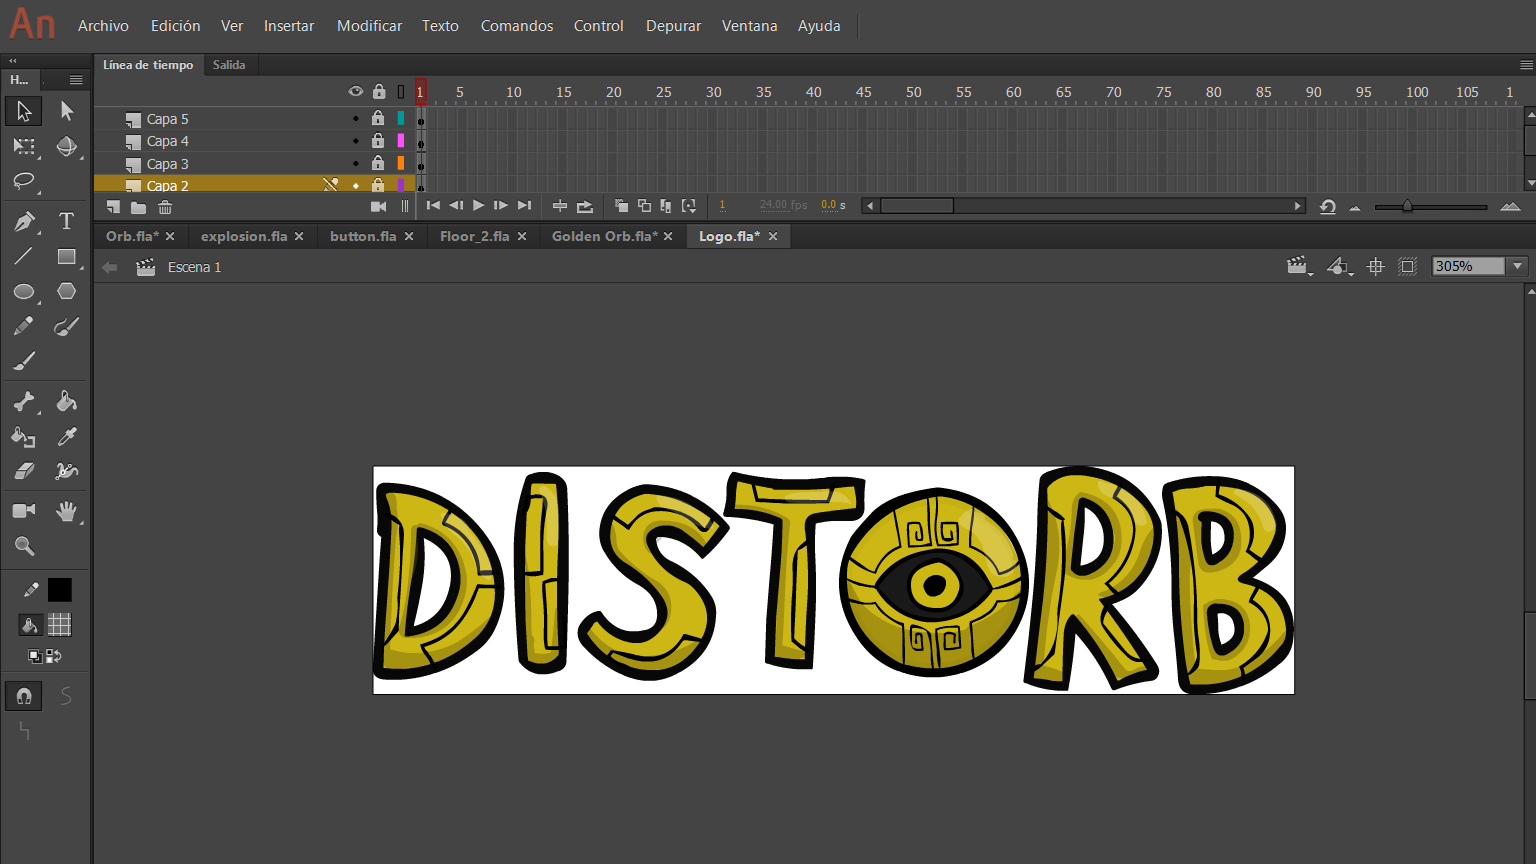 An Archivo Edición Ver Insertar Modificar Texto Comandos Control Depurar Ventana Ayuda
H...
Línea de tiempo Salida
1 5 10 15 20 25 30 35 40 45 50 55 60 65 70 75 80 85 90 95 100 105 1
Capa 5
Capa 4
Capa 3
Capa 2
1 24.00 fps 0.0 s
Orb.fla* explosion.fla button.fla Floor_2.fla Golden Orb.fla* Logo.fla*
Escena 1 305%
DISTORB